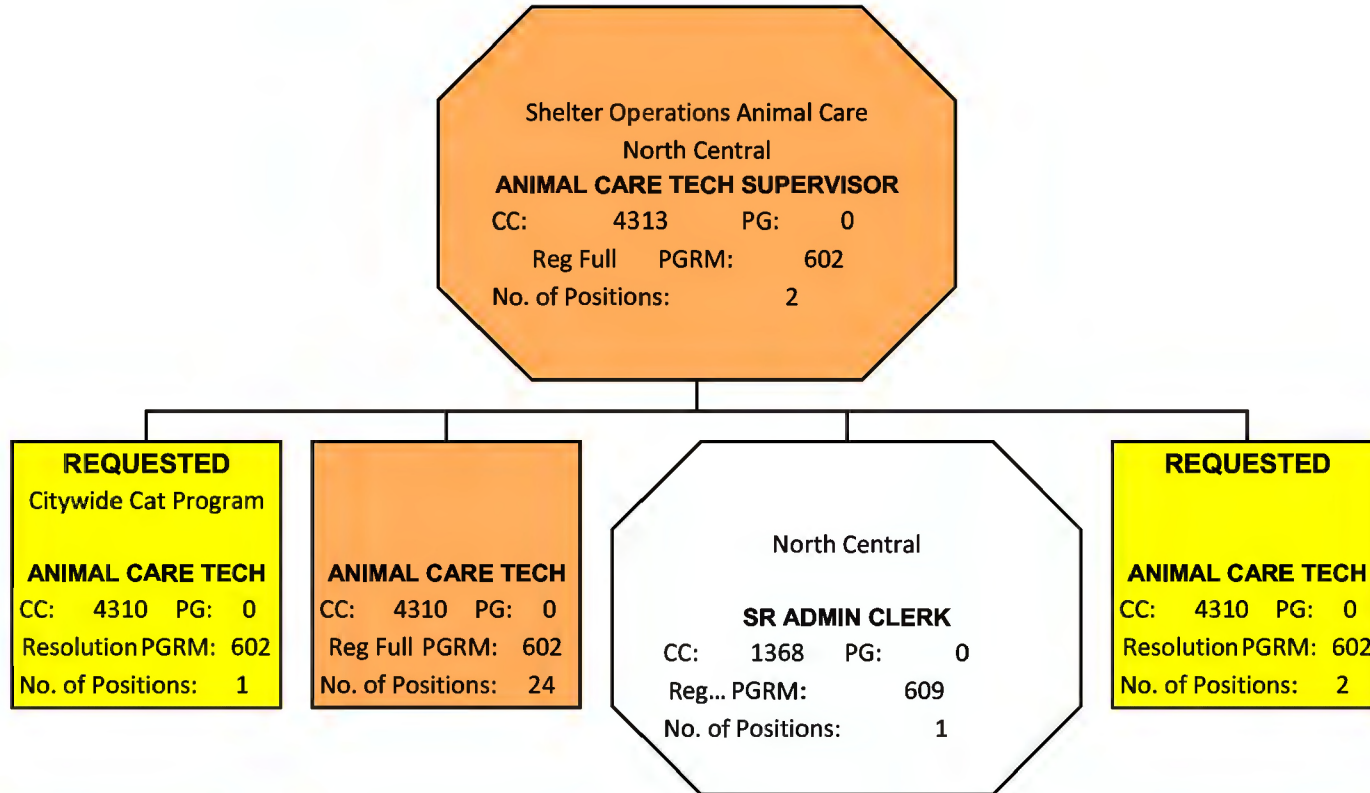 Shelter Operations Animal Care
North Central
ANIMAL CARE TECH SUPERVISOR
CC: 4313 PG: 0
Reg Full PGRM: 602
No. of Positions: 2
REQUESTED
Citywide Cat Program
ANIMAL CARE TECH
CC: 4310 PG: 0
Resolution PGRM: 602
No. of Positions: 1
ANIMAL CARE TECH
CC: 4310 PG: 0
Reg Full PGRM: 602
No. of Positions: 24
North Central
SR ADMIN CLERK
CC: 1368 PG: 0
Reg... PGRM: 609
No. of Positions: 1
REQUESTED
ANIMAL CARE TECH
CC: 4310 PG: 0
Resolution PGRM: 602
No. of Positions: 2